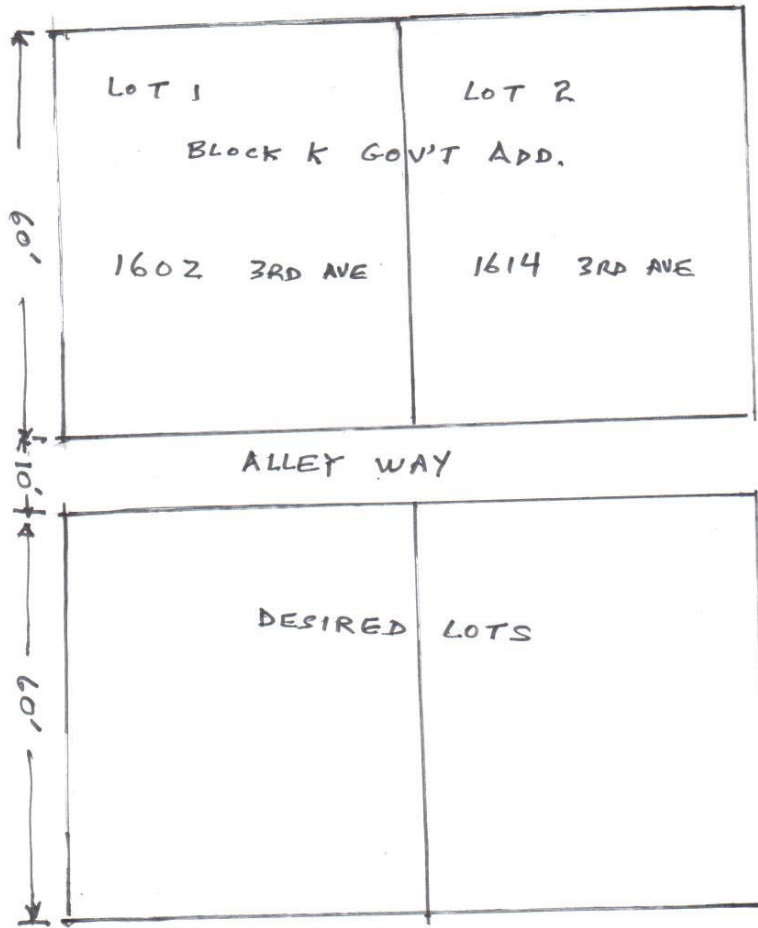 LOT 1
LOT 2
BLOCK K GOV'T ADD.
1602 3RD AVE
1614 3RD AVE
60'
10'
ALLEY WAY
DESIRED LOTS
60'